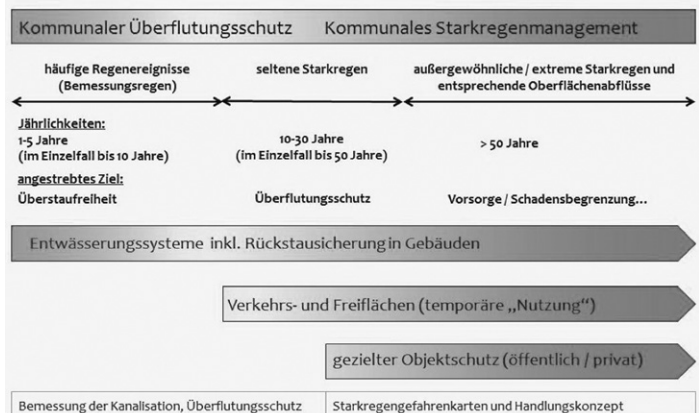 Kommunaler Überflutungsschutz Kommunales Starkregenmanagement
häufige Regenereignisse
(Bemessungsregen)
seltene Starkregen
außergewöhnliche / extreme Starkregen und
entsprechende Oberflächenabflüsse
Jährlichkeiten:
1-5 Jahre
(im Einzelfall bis 10 Jahre)
10-30 Jahre
(im Einzelfall bis 50 Jahre)
> 50 Jahre
angestrebtes Ziel:
Überstaufreiheit
Überflutungsschutz
Vorsorge / Schadensbegrenzung...
Entwässerungssysteme inkl. Rückstausicherung in Gebäuden
Verkehrs- und Freiflächen (temporäre „Nutzung“)
gezielter Objektschutz (öffentlich / privat)
Bemessung der Kanalisation, Überflutungsschutz
Starkregengefahrenkarten und Handlungskonzept